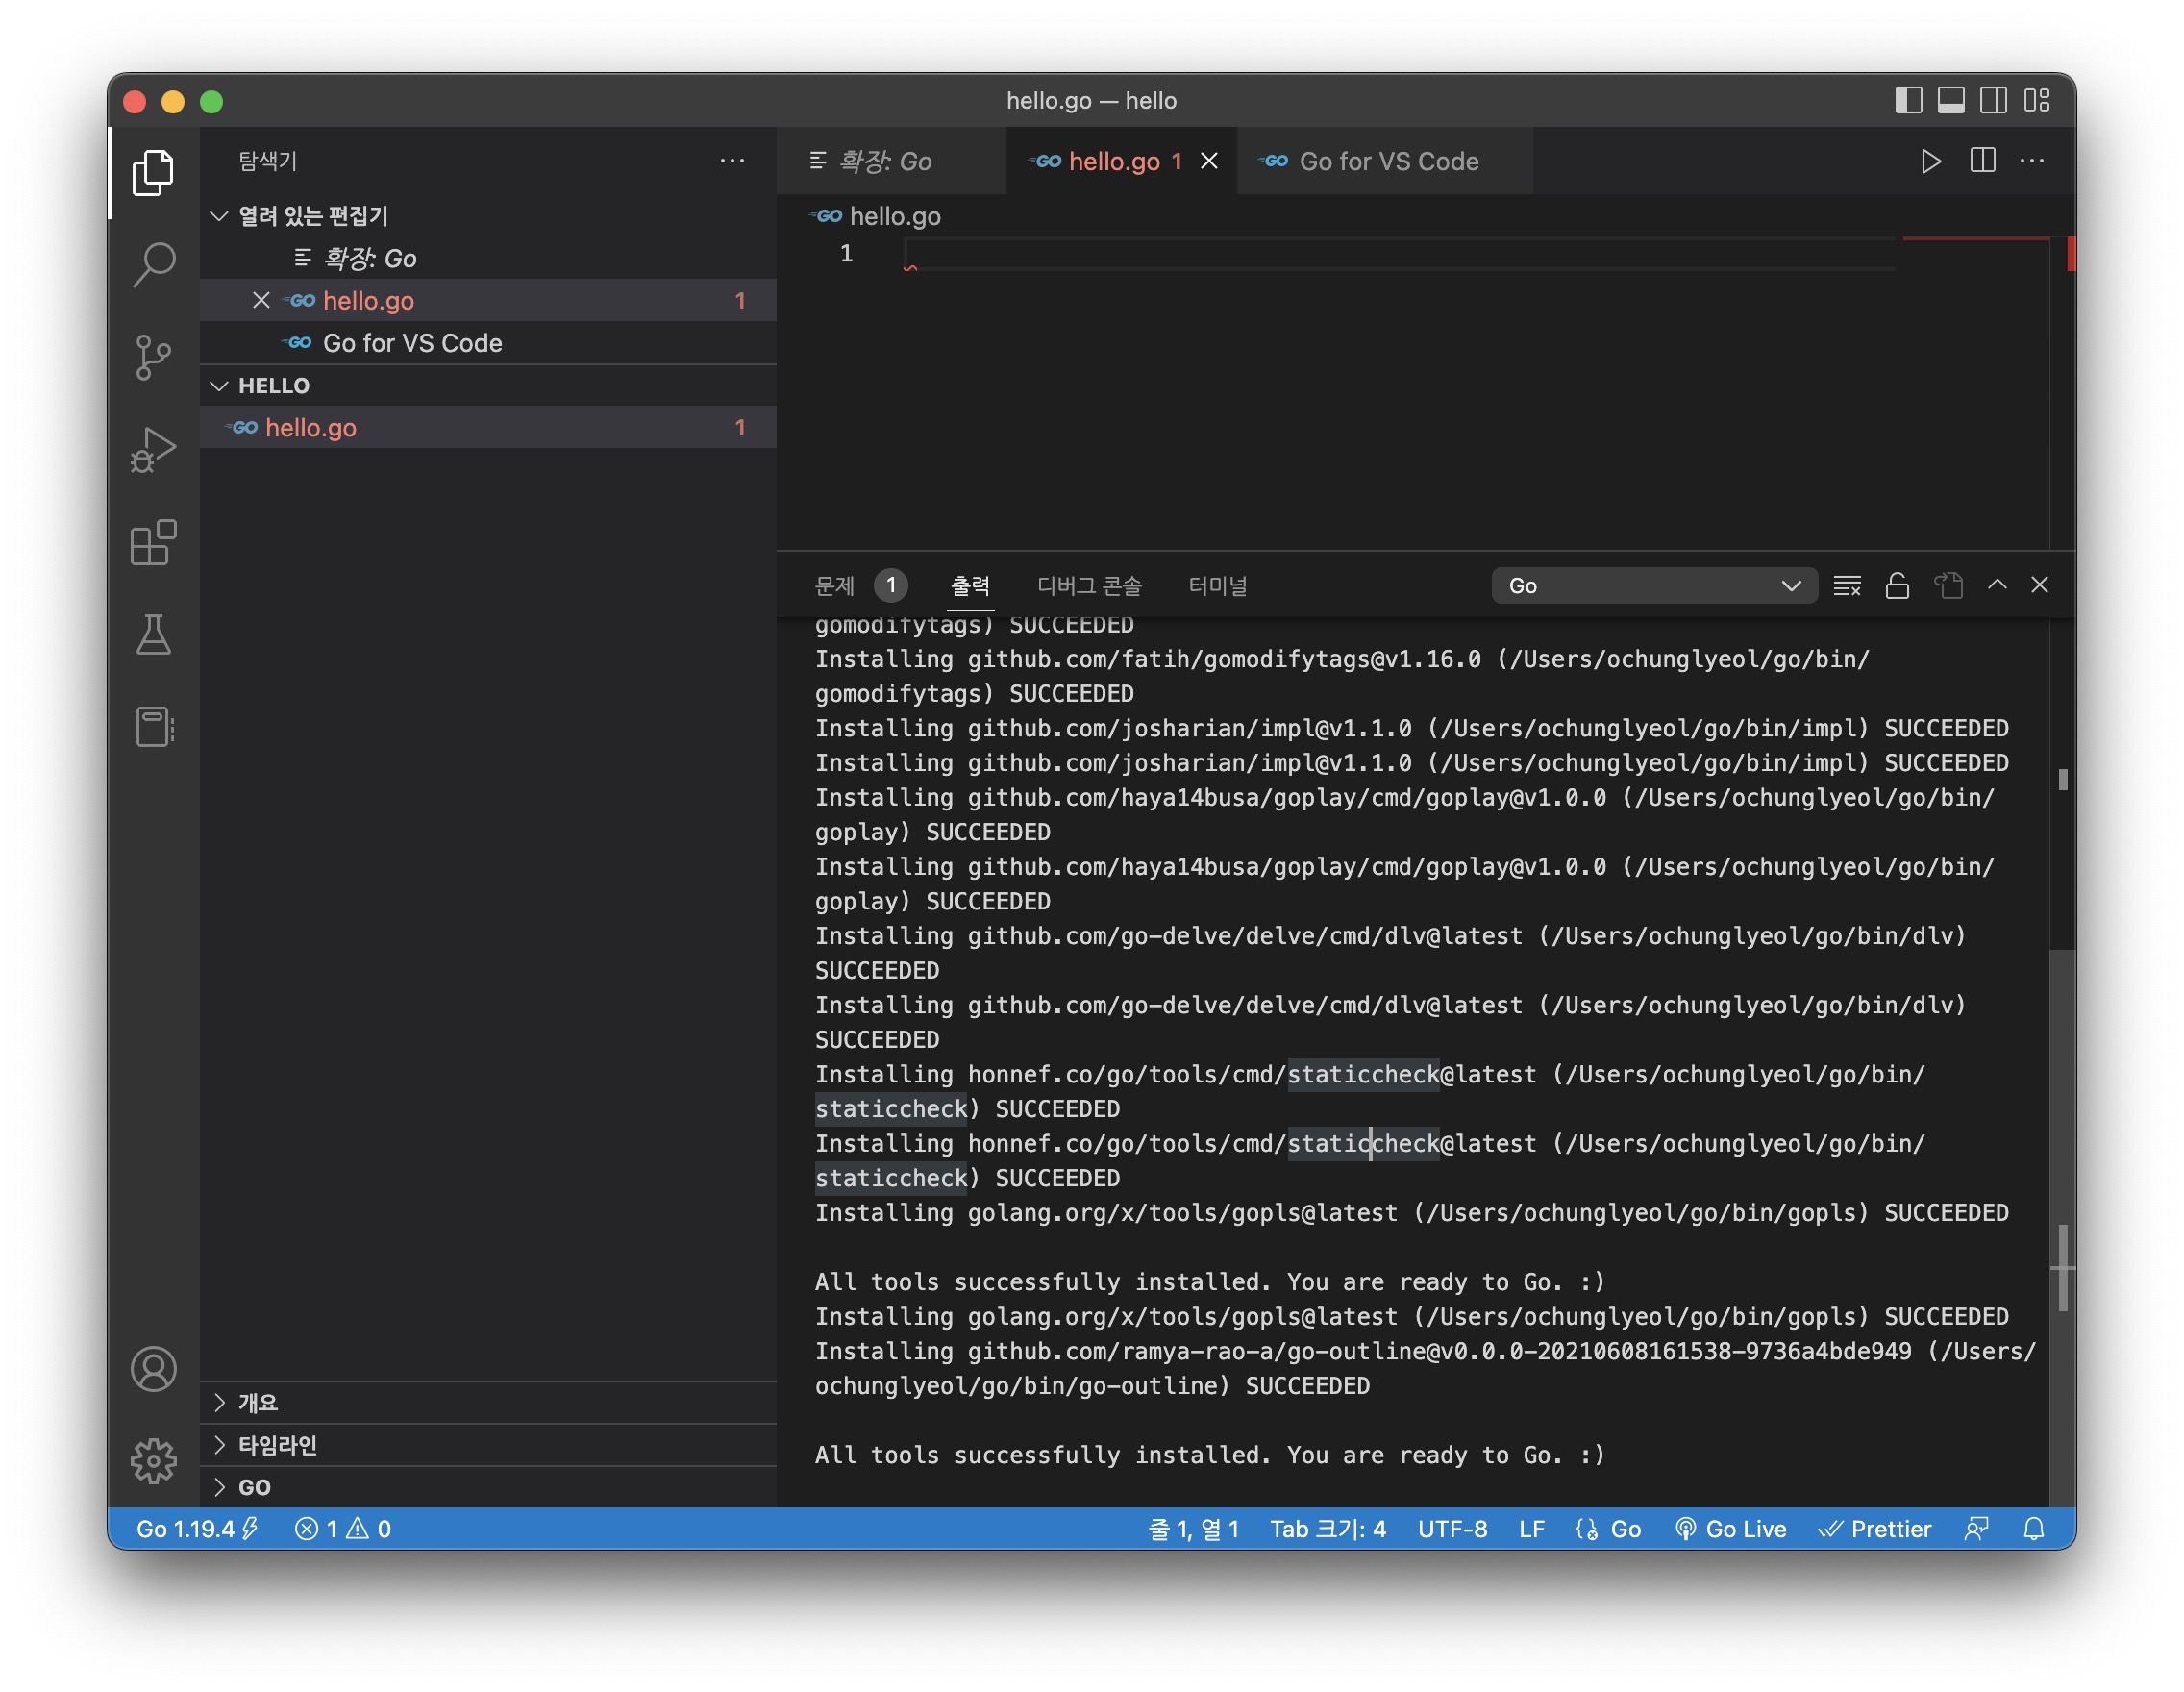 hello.go — hello
탐색기
열려 있는 편집기
확장: Go
hello.go 1
Go for VS Code
HELLO
hello.go 1
개요
타임라인
GO
확장: Go
hello.go 1
Go for VS Code
hello.go
1
문제 1 출력 디버그 콘솔 터미널 Go
gomodifytags) SUCCEEDED
Installing github.com/fatih/gomodifytags@v1.16.0 (/Users/ochunglyeol/go/bin/
gomodifytags) SUCCEEDED
Installing github.com/josharian/impl@v1.1.0 (/Users/ochunglyeol/go/bin/impl) SUCCEEDED
Installing github.com/josharian/impl@v1.1.0 (/Users/ochunglyeol/go/bin/impl) SUCCEEDED
Installing github.com/haya14busa/goplay/cmd/goplay@v1.0.0 (/Users/ochunglyeol/go/bin/
goplay) SUCCEEDED
Installing github.com/haya14busa/goplay/cmd/goplay@v1.0.0 (/Users/ochunglyeol/go/bin/
goplay) SUCCEEDED
Installing github.com/go-delve/delve/cmd/dlv@latest (/Users/ochunglyeol/go/bin/dlv)
SUCCEEDED
Installing github.com/go-delve/delve/cmd/dlv@latest (/Users/ochunglyeol/go/bin/dlv)
SUCCEEDED
Installing honnef.co/go/tools/cmd/staticcheck@latest (/Users/ochunglyeol/go/bin/
staticcheck) SUCCEEDED
Installing honnef.co/go/tools/cmd/staticcheck@latest (/Users/ochunglyeol/go/bin/
staticcheck) SUCCEEDED
Installing golang.org/x/tools/gopls@latest (/Users/ochunglyeol/go/bin/gopls) SUCCEEDED
All tools successfully installed. You are ready to Go. :)
Installing golang.org/x/tools/gopls@latest (/Users/ochunglyeol/go/bin/gopls) SUCCEEDED
Installing github.com/ramya-rao-a/go-outline@v0.0.0-20210608161538-9736a4bde949 (/Users/
ochunglyeol/go/bin/go-outline) SUCCEEDED
All tools successfully installed. You are ready to Go. :)
Go 1.19.4 1 0 줄 1, 열 1 Tab 크기: 4 UTF-8 LF Go Go Live Prettier